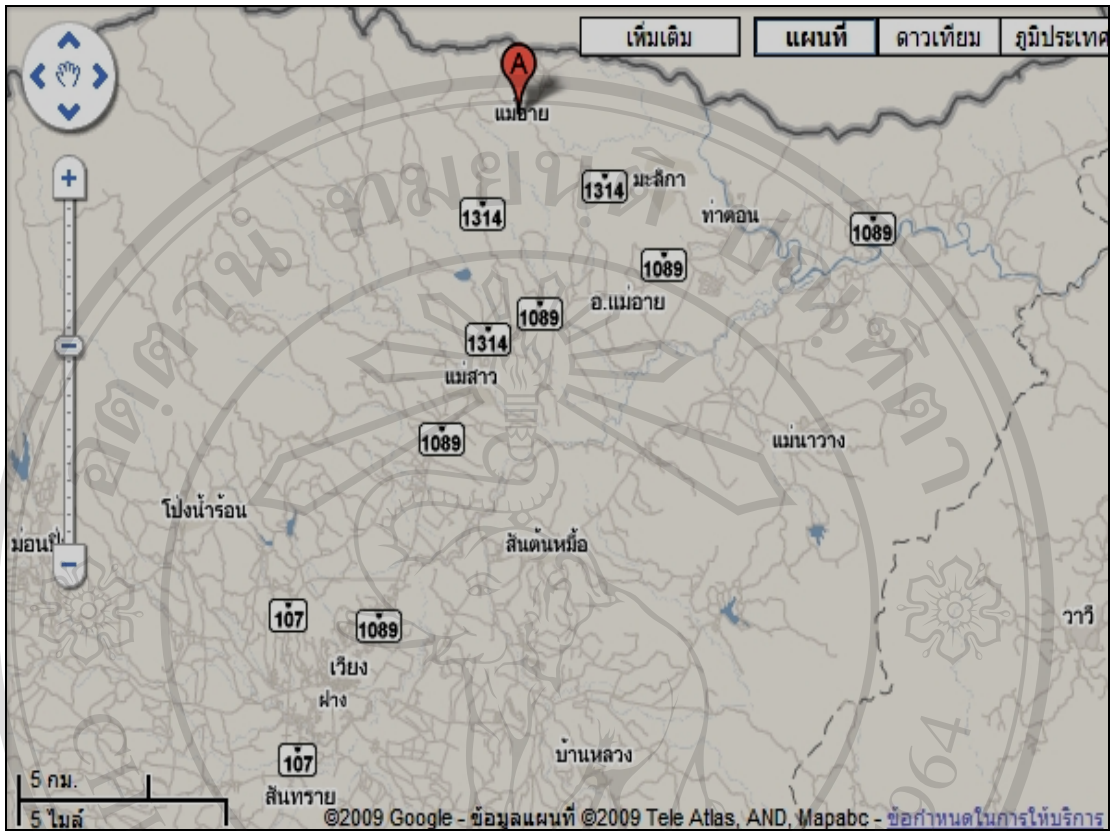 เพิ่มเติม
แผนที่
ดาวเทียม
ภูมิประเทศ
A
แม่อาย
1314
มะลิกา
1314
ท่าตอน
1089
1089
อ.แม่อาย
1089
1314
แม่สาว
1089
แม่นาวาง
โป่งน้ำร้อน
ม่อนปิ่น
สันต้นหมื้อ
107
1089
วาวี
เวียง
ฝาง
107
บ้านหลวง
สันทราย
5 กม.
5 ไมล์
©2009 Google - ข้อมูลแผนที่ ©2009 Tele Atlas, AND, Mapabc - ข้อกำหนดในการให้บริการ
1964